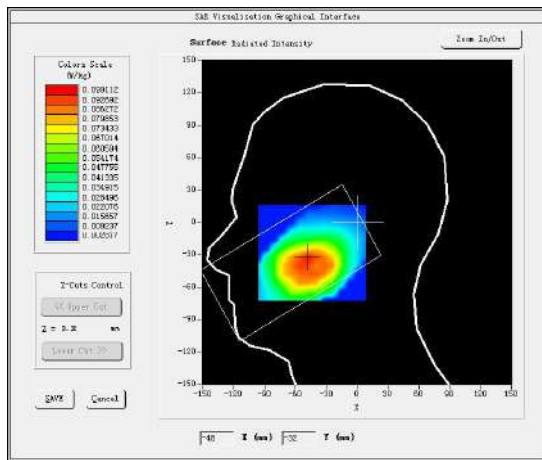 SAR Visualisation Graphical Interface
Surface Radiated Intensity
Zoom In/Out
Colors Scale
(W/kg)
0.099112
0.092692
0.086272
0.079853
0.073433
0.067014
0.060594
0.054174
0.047755
0.041335
0.034915
0.028496
0.022076
0.015657
0.009237
150
120
90
60
30
0
-30
-60
-90
-120
-150
-150
-120
-90
-60
-30
0
30
60
90
120
150
X
Z-Cuts Control
<< Upper Cut
mm
Lower Cut >>
SAVE
Cancel
-48 X (mm) -32 Y (mm)